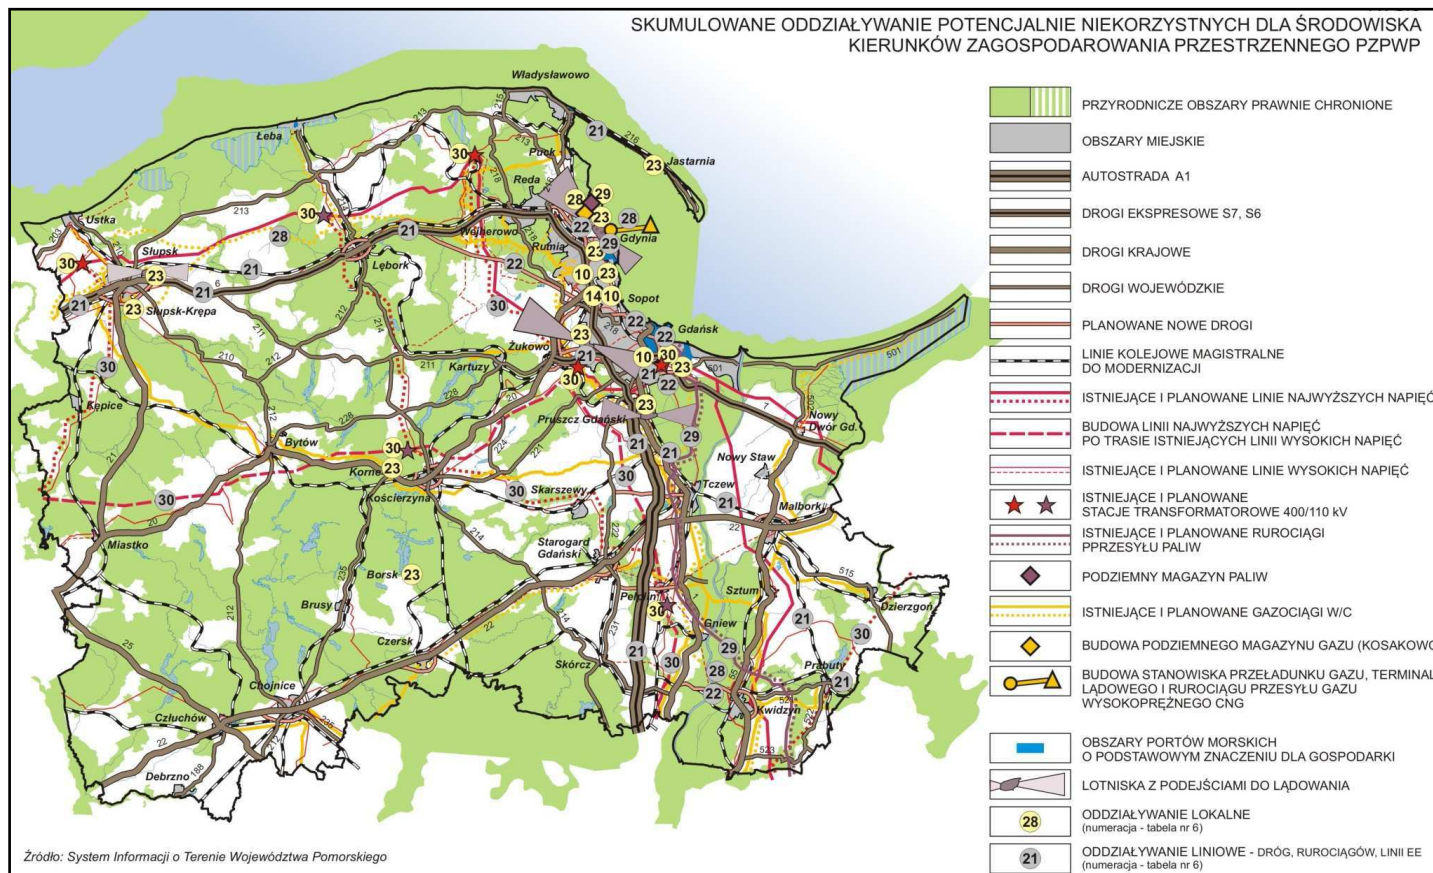 SKUMULOWANE ODDZIAŁYWANIE POTENCJALNIE NIEKORZYSTNYCH DLA ŚRODOWISKA
KIERUNKÓW ZAGOSPODAROWANIA PRZESTRZENNEGO PZPWP
PRZYRODNICZE OBSZARY PRAWNIE CHRONIONE
OBSZARY MIEJSKIE
AUTOSTRADA A1
DROGI EKSPRESOWE S7, S6
DROGI KRAJOWE
DROGI WOJEWÓDZKIE
PLANOWANE NOWE DROGI
LINIE KOLEJOWE MAGISTRALNE
DO MODERNIZACJI
ISTNIEJĄCE I PLANOWANE LINIE NAJWYŻSZYCH NAPIĘĆ
BUDOWA LINII NAJWYŻSZYCH NAPIĘĆ
PO TRASIE ISTNIEJĄCYCH LINII WYSOKICH NAPIĘĆ
ISTNIEJĄCE I PLANOWANE LINIE WYSOKICH NAPIĘĆ
ISTNIEJĄCE I PLANOWANE
STACJE TRANSFORMATOROWE 400/110 kV
ISTNIEJĄCE I PLANOWANE RUROCIĄGI
PPRZESYŁU PALIW
PODZIEMNY MAGAZYN PALIW
ISTNIEJĄCE I PLANOWANE GAZOCIĄGI W/C
BUDOWA PODZIEMNEGO MAGAZYNU GAZU (KOSAKOWO
BUDOWA STANOWISKA PRZEŁADUNKU GAZU, TERMINAL
LĄDOWEGO I RUROCIĄGU PRZESYŁU GAZU
WYSOKOPRĘŻNEGO CNG
OBSZARY PORTÓW MORSKICH
O PODSTAWOWYM ZNACZENIU DLA GOSPODARKI
LOTNISKA Z PODEJŚCIAMI DO LĄDOWANIA
28
ODDZIAŁYWANIE LOKALNE
(numeracja - tabela nr 6)
21
ODDZIAŁYWANIE LINIOWE - DRÓG, RUROCIĄGÓW, LINII EE
(numeracja - tabela nr 6)
Władysławowo
Łeba
Puck
Jastarnia
Reda
Ustka
Wejherowo
Rumia
Gdynia
Słupsk
Lębork
Sopot
Słupsk-Krępa
Gdańsk
Żukowo
Kartuzy
Kępice
Pruszcz Gdański
Nowy
Dwór Gd.
Bytów
Korne
Nowy Staw
Kościerzyna
Skarszewy
Tczew
Malbork
Miastko
Starogard
Gdański
Borsk
Brusy
Pelplin
Sztum
Dzierzgoń
Czersk
Gniew
Skórcz
Prabuty
Chojnice
Człuchów
Kwidzyn
Debrzno
Źródło: System Informacji o Terenie Województwa Pomorskiego